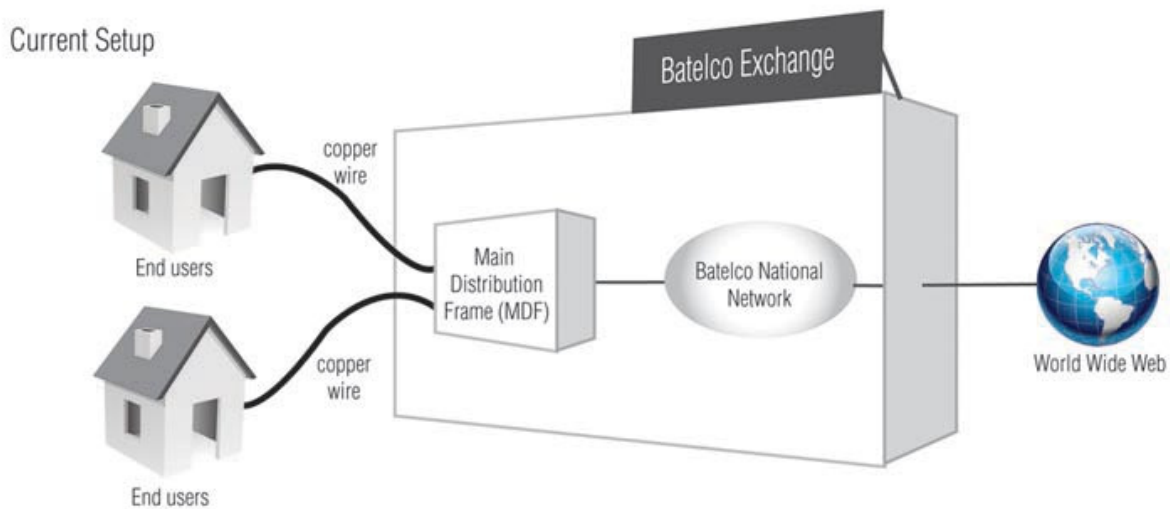 Current Setup
Batelco Exchange
copper
wire
End users
Main
Distribution
Frame (MDF)
Batelco National
Network
World Wide Web
copper
wire
End users